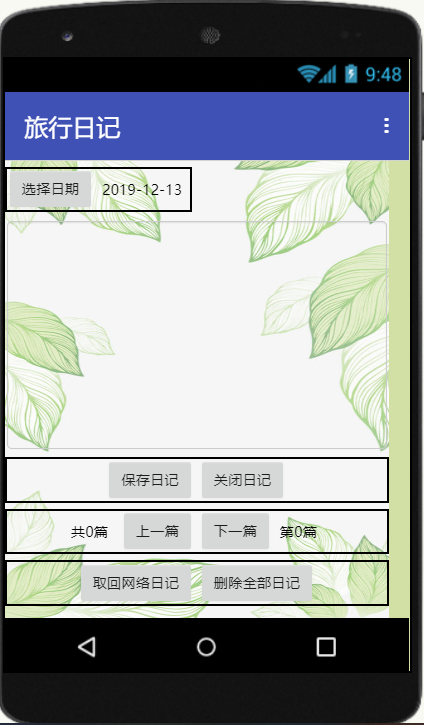 9:48
旅行日记
选择日期 2019-12-13
保存日记 关闭日记
共0篇 上一篇 下一篇 第0篇
取回网络日记 删除全部日记